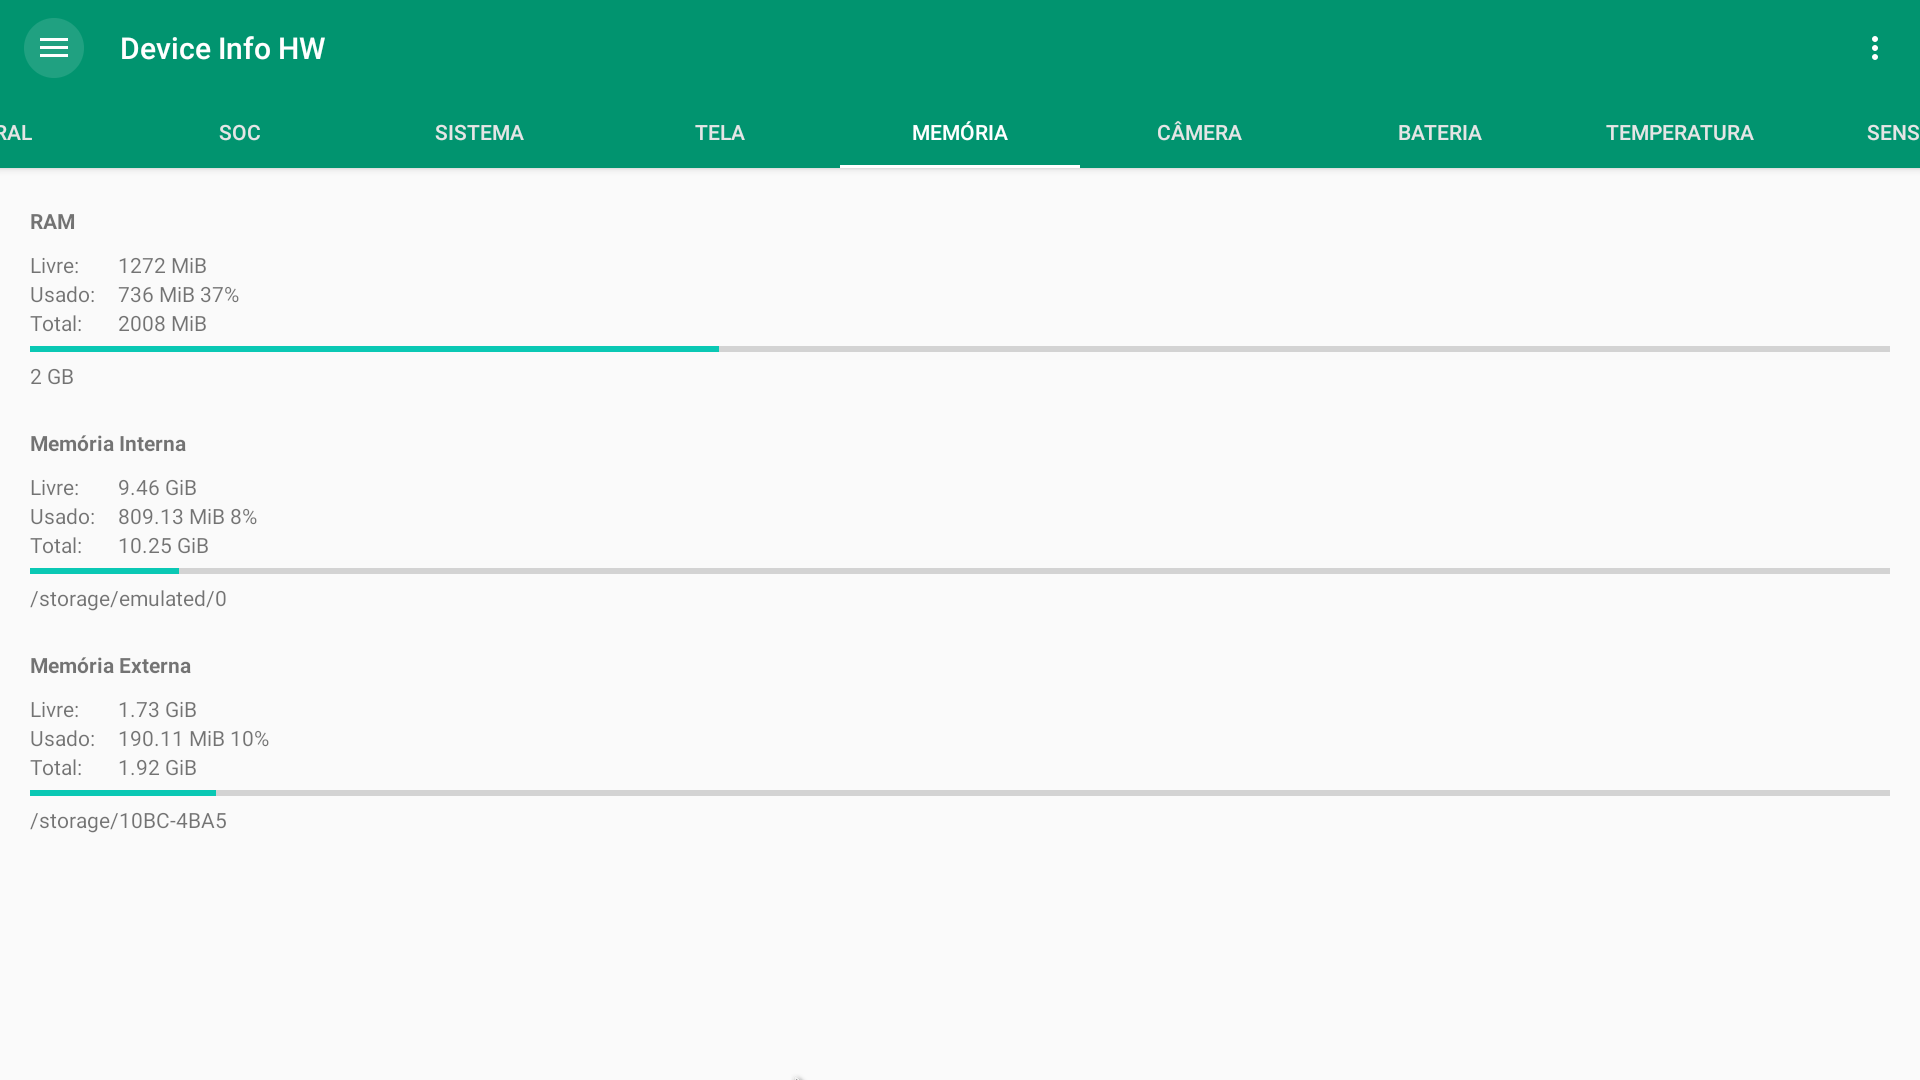 Device Info HW
RAL SOC SISTEMA TELA MEMÓRIA CÂMERA BATERIA TEMPERATURA SENS
RAM
Livre: 1272 MiB
Usado: 736 MiB 37%
Total: 2008 MiB
2 GB
Memória Interna
Livre: 9.46 GiB
Usado: 809.13 MiB 8%
Total: 10.25 GiB
/storage/emulated/0
Memória Externa
Livre: 1.73 GiB
Usado: 190.11 MiB 10%
Total: 1.92 GiB
/storage/10BC-4BA5